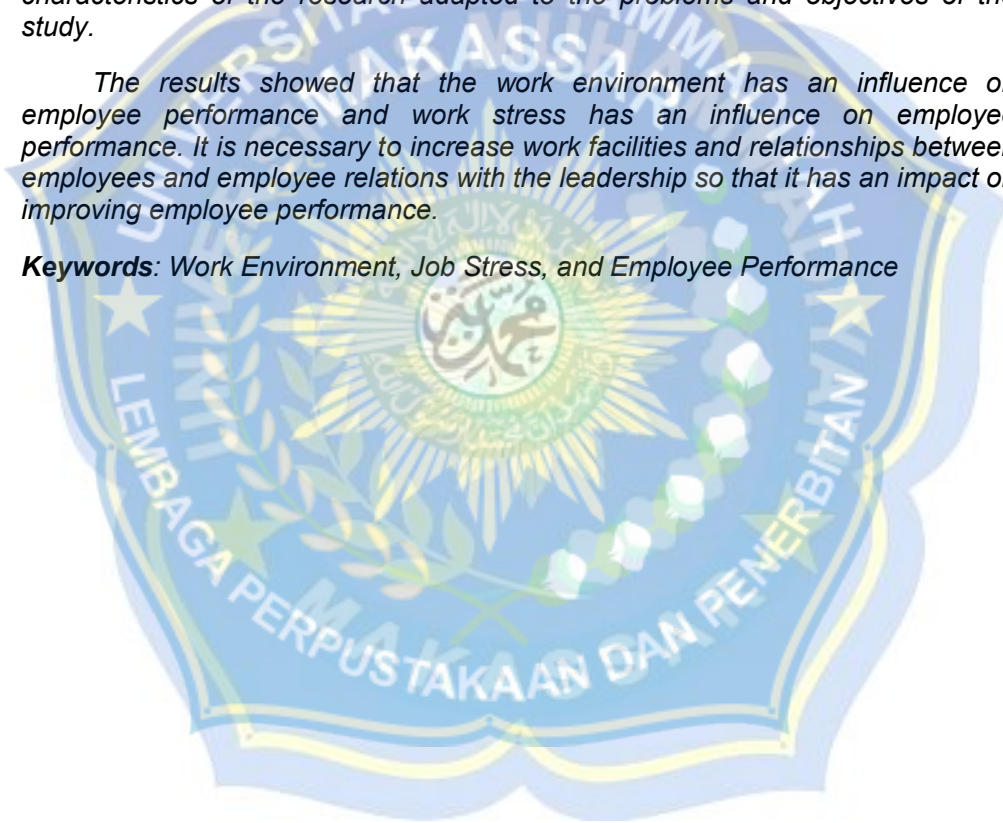 characteristics of the research adapted to the problems and objectives of the
study.
The results showed that the work environment has an influence o
employee performance and work stress has an influence on employe
performance. It is necessary to increase work facilities and relationships betwee
employees and employee relations with the leadership so that it has an impact o
improving employee performance.
Keywords: Work Environment, Job Stress, and Employee Performance
MAKASSAR
LEMBAGA PERPUSTAKAAN DAN PENERBITAN
MAKASSAR